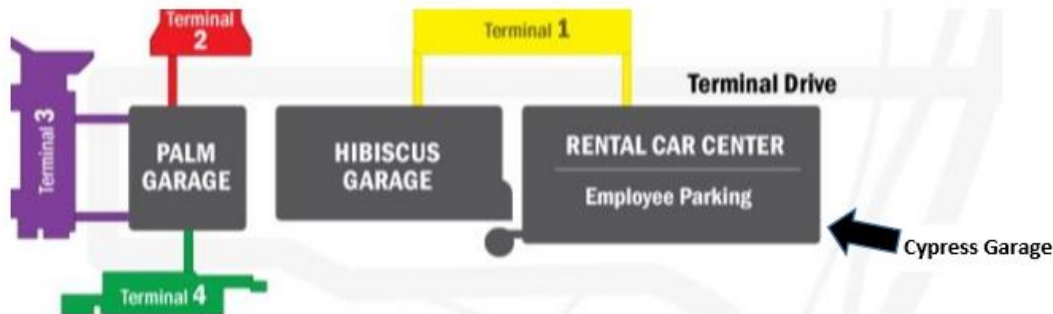 Terminal
2
Terminal 1
Terminal Drive
Terminal 3
PALM
GARAGE
HIBISCUS
GARAGE
RENTAL CAR CENTER
Employee Parking
Cypress Garage
Terminal 4